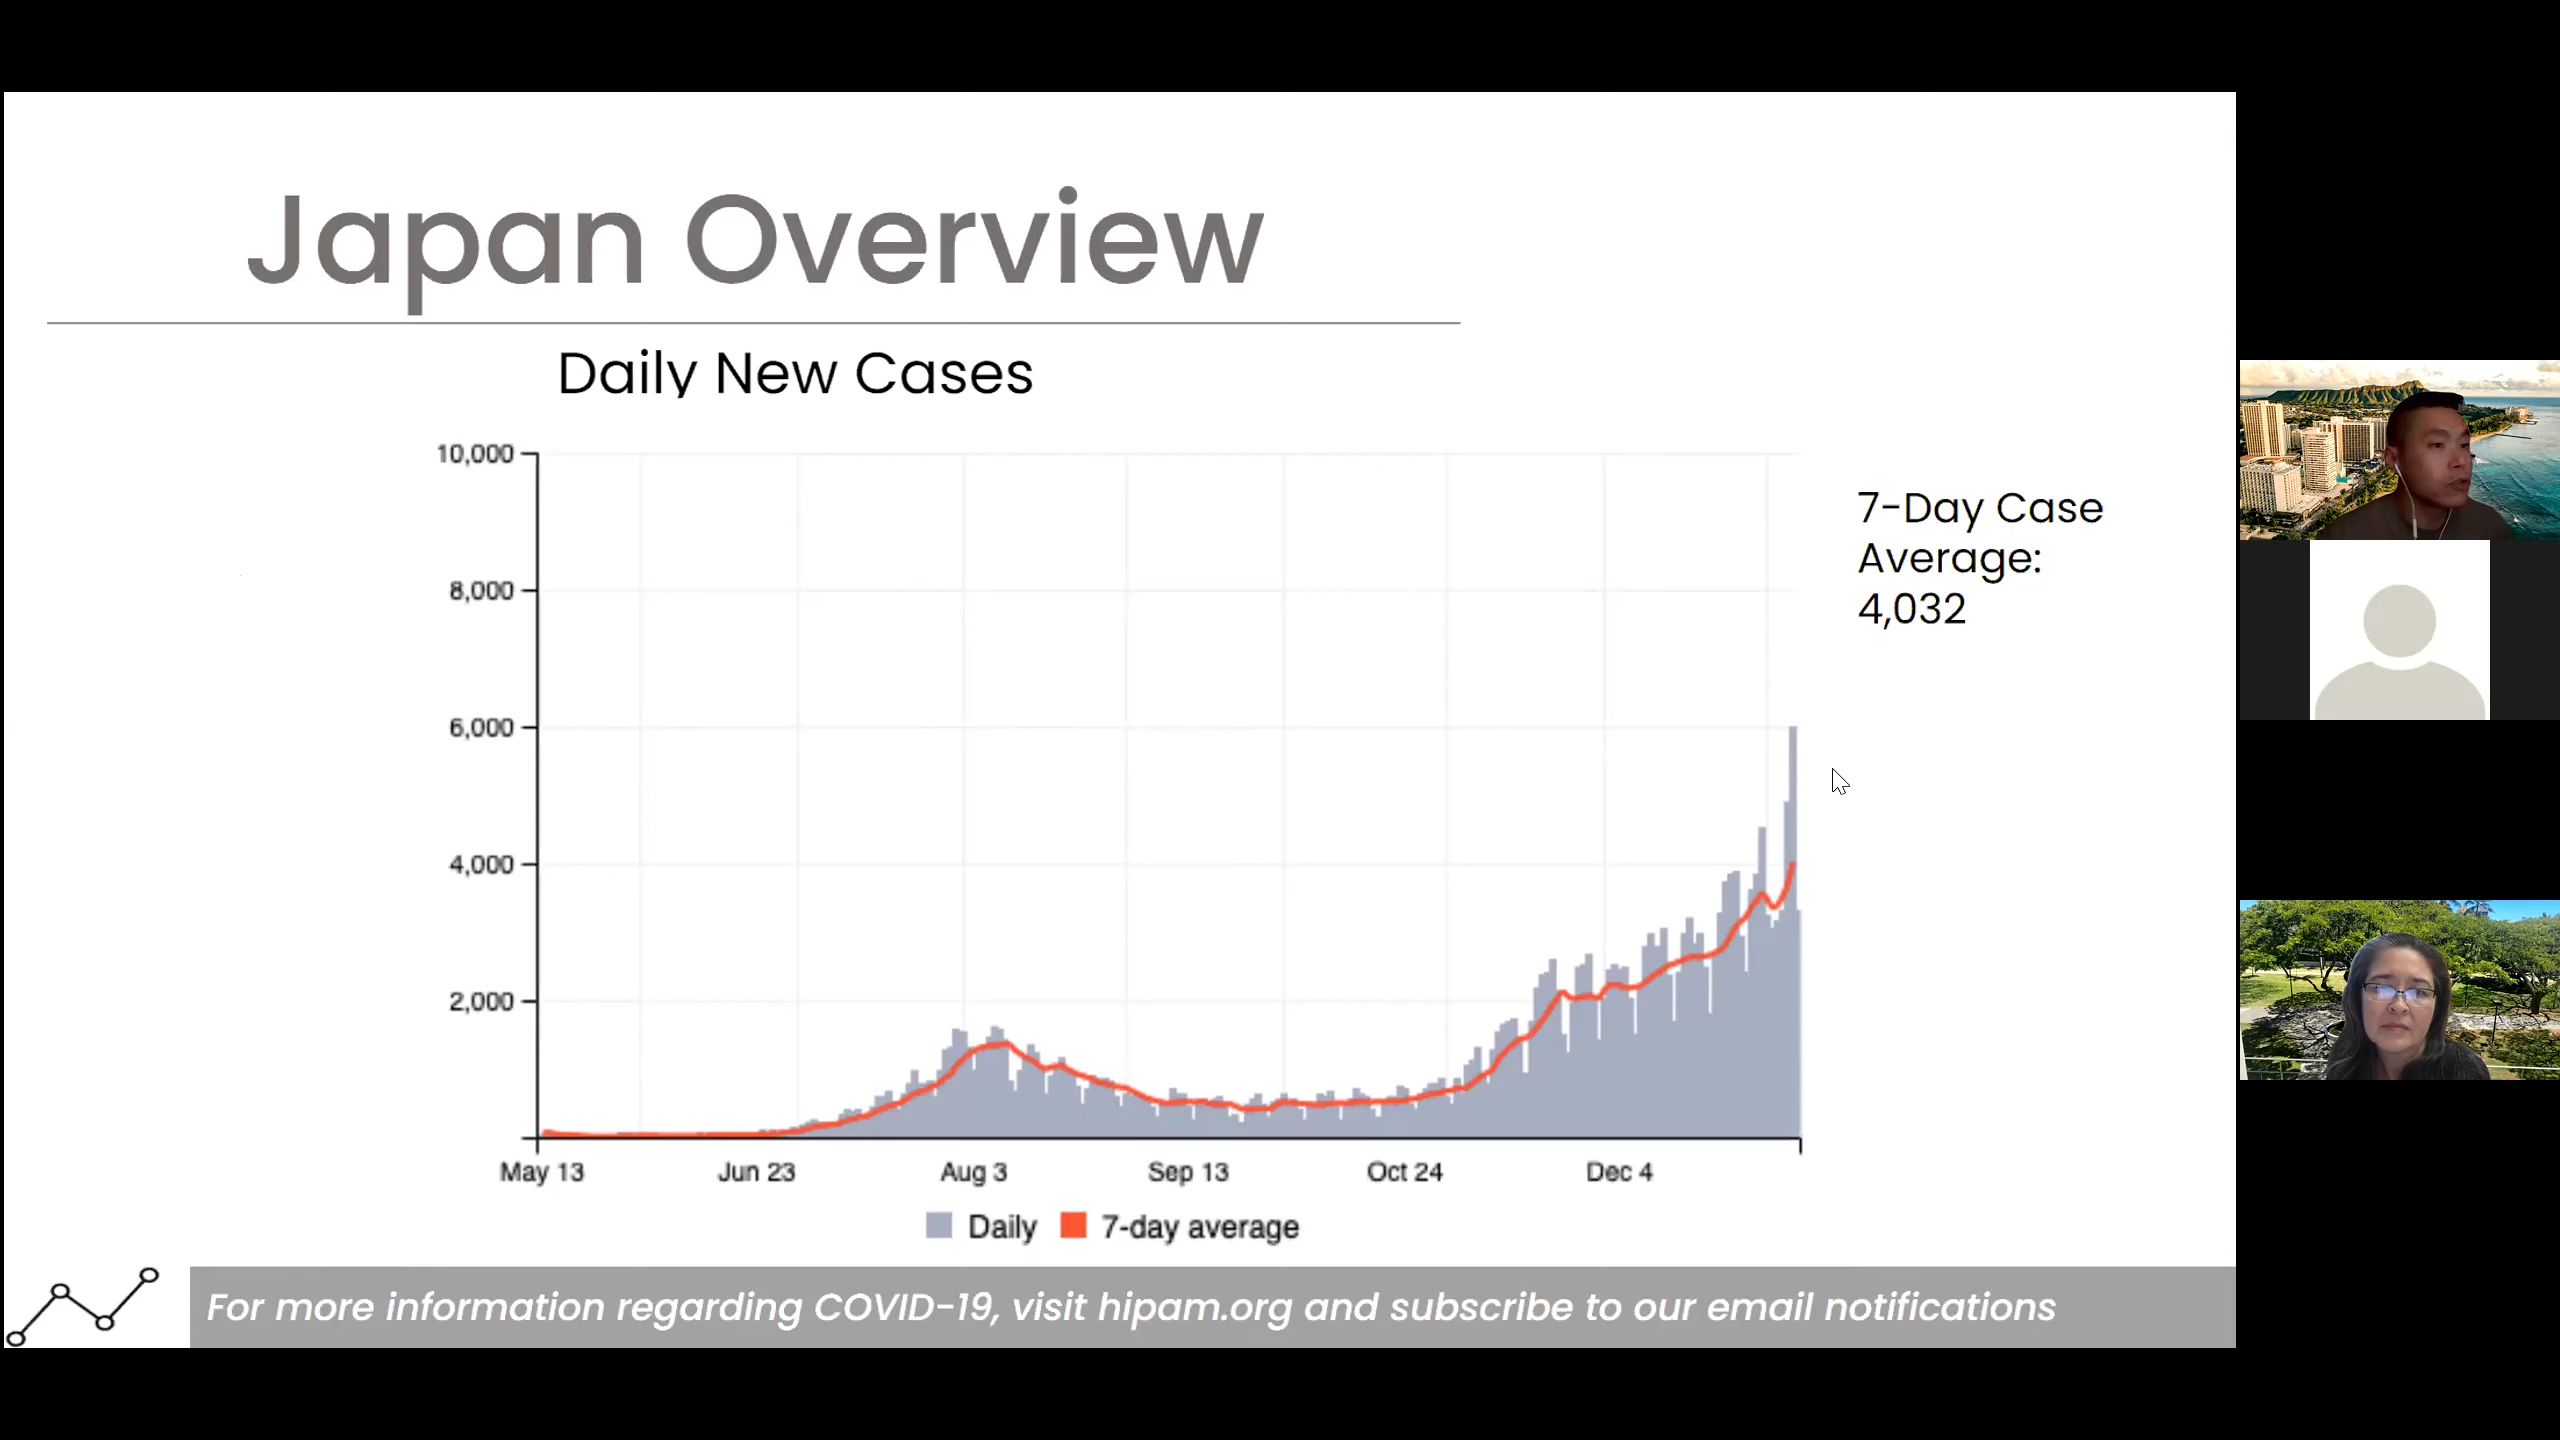 Japan Overview
Daily New Cases
10,000
8,000
6,000
4,000
2,000
May 13 Jun 23 Aug 3 Sep 13 Oct 24 Dec 4
Daily 7-day average
7-Day Case
Average:
4,032
For more information regarding COVID-19, visit hipam.org and subscribe to our email notifications